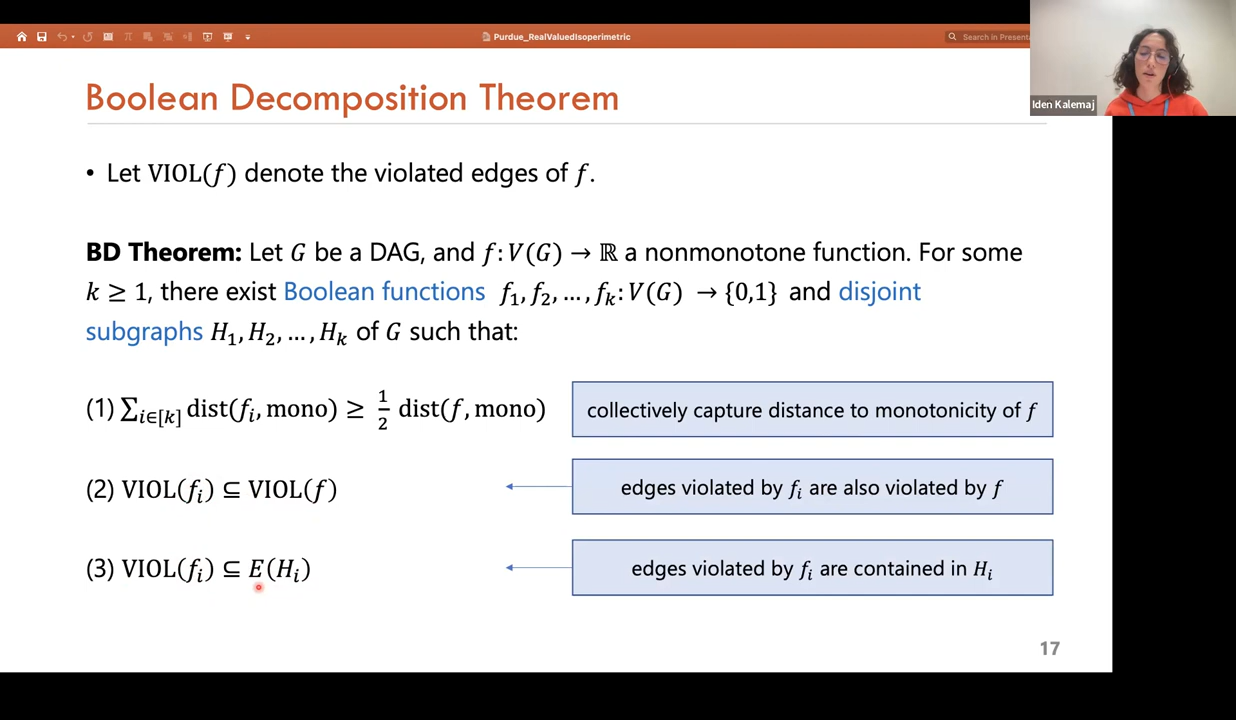 Purdue_RealValuedIsoperimetric
Search in Presenta
Iden Kalemaj
Boolean Decomposition Theorem
• Let VIOL(f) denote the violated edges of f.
BD Theorem: Let G be a DAG, and f: V(G) → ℝ a nonmonotone function. For some
k ≥ 1, there exist Boolean functions f₁, f₂, …, fₖ: V(G) → {0,1} and disjoint
subgraphs H₁, H₂, …, Hₖ of G such that:
(1) ∑_{i∈[k]} dist(fᵢ, mono) ≥ 1/2 dist(f, mono)
collectively capture distance to monotonicity of f
(2) VIOL(fᵢ) ⊆ VIOL(f)
edges violated by fᵢ are also violated by f
(3) VIOL(fᵢ) ⊆ E(Hᵢ)
edges violated by fᵢ are contained in Hᵢ
17